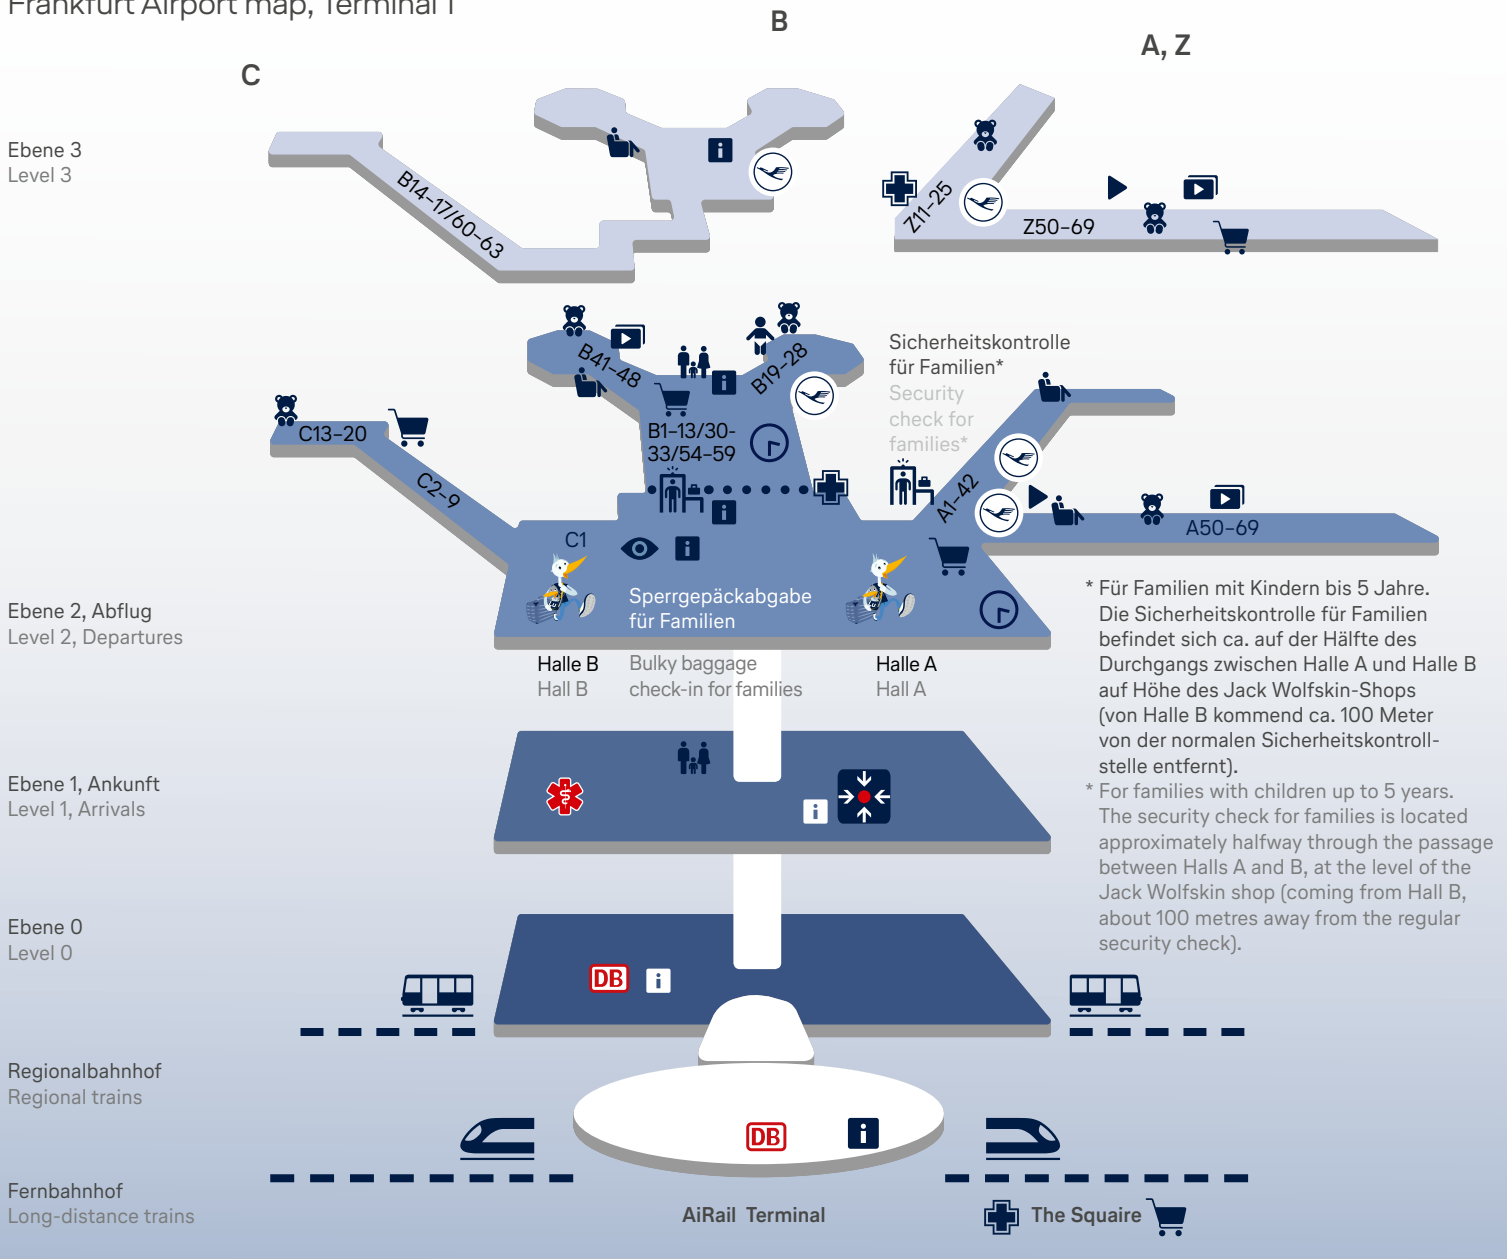 Frankfurt Airport map, Terminal 1
B
A, Z
C
Ebene 3
Level 3
B14–17/60–63
Z11–25
Z50–69
B41–48
B19–28
B1–13/30-
33/54–59
C13–20
C2–9
C1
Sicherheitskontrolle
für Familien*
Security
check for
families*
A1–42
A50–69
Ebene 2, Abflug
Level 2, Departures
Sperrgepäckabgabe
für Familien
Bulky baggage
check-in for families
Halle B
Hall B
Halle A
Hall A
* Für Familien mit Kindern bis 5 Jahre.
Die Sicherheitskontrolle für Familien
befindet sich ca. auf der Hälfte des
Durchgangs zwischen Halle A und Halle B
auf Höhe des Jack Wolfskin-Shops
(von Halle B kommend ca. 100 Meter
von der normalen Sicherheitskontroll-
stelle entfernt).
* For families with children up to 5 years.
The security check for families is located
approximately halfway through the passage
between Halls A and B, at the level of the
Jack Wolfskin shop (coming from Hall B,
about 100 metres away from the regular
security check).
Ebene 1, Ankunft
Level 1, Arrivals
Ebene 0
Level 0
DB
Regionalbahnhof
Regional trains
DB
Fernbahnhof
Long-distance trains
AiRail Terminal
The Squaire